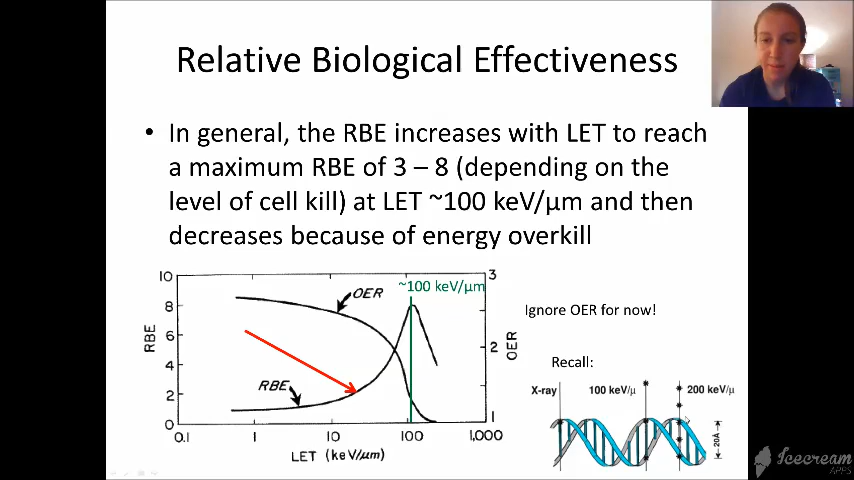 Relative Biological Effectiveness
• In general, the RBE increases with LET to reach
a maximum RBE of 3 – 8 (depending on the
level of cell kill) at LET ~100 keV/μm and then
decreases because of energy overkill
10
8
6
4
2
0
RBE
OER
RBE
~100 keV/μm
3
2
1
OER
0.1 1 10 100 1,000
LET (keV/μm)
Ignore OER for now!
Recall:
X-ray 100 keV/μ 200 keV/μ
20Å
Icecream
APPS